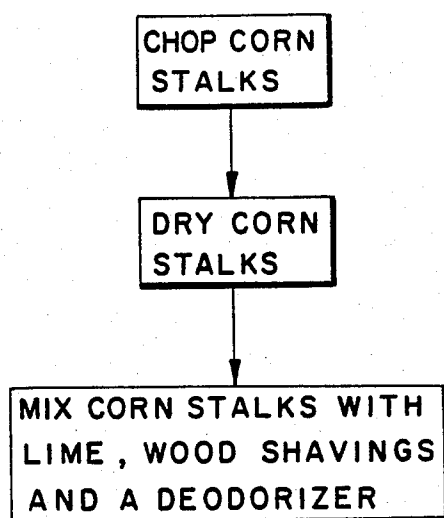 CHOP CORN
STALKS
DRY CORN
STALKS
MIX CORN STALKS WITH
LIME, WOOD SHAVINGS
AND A DEODORIZER